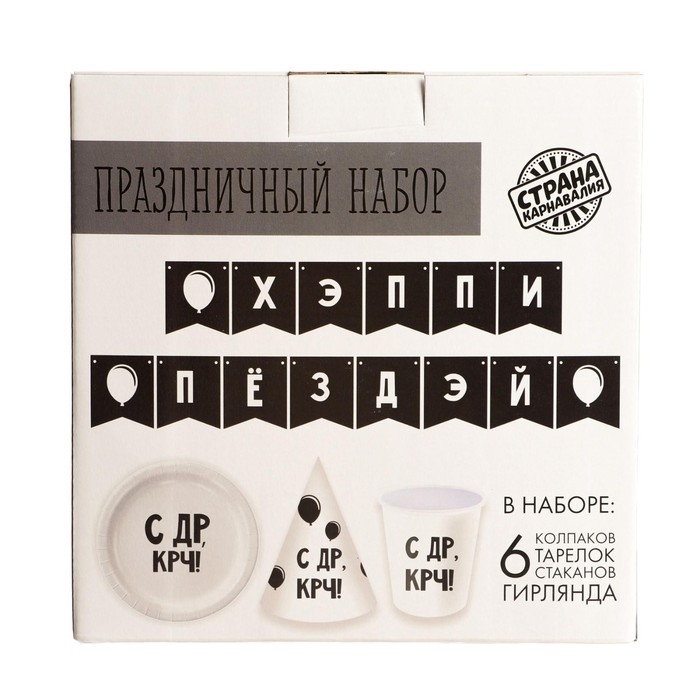 ПРАЗДНИЧНЫЙ НАБОР
СТРАНА
КАРНАВАЛИЯ
ХЭППИ
ПЁЗДЭЙ
С ДР,
КРЧ!
С ДР,
КРЧ!
С ДР,
КРЧ!
В НАБОРЕ:
6 КОЛПАКОВ
ТАРЕЛОК
СТАКАНОВ
ГИРЛЯНДА